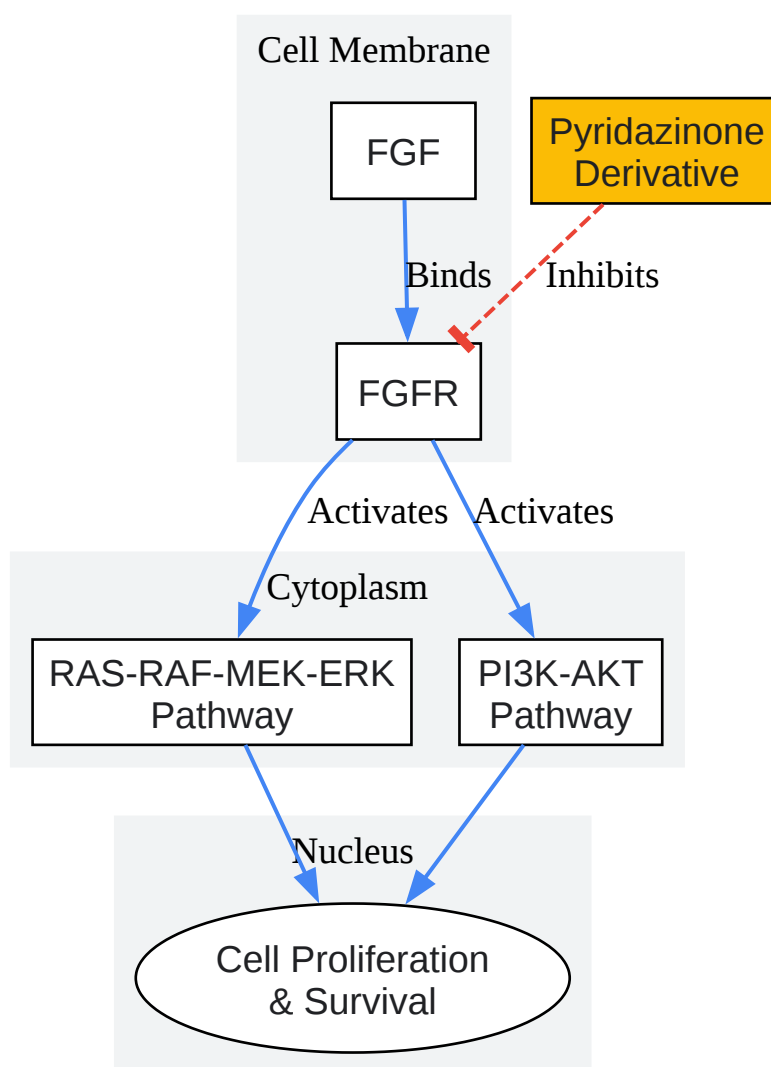 Cell Membrane
FGF
Pyridazinone
Derivative
Binds
Inhibits
FGFR
Activates
Activates
Cytoplasm
RAS-RAF-MEK-ERK
Pathway
PI3K-AKT
Pathway
Nucleus
Cell Proliferation
& Survival